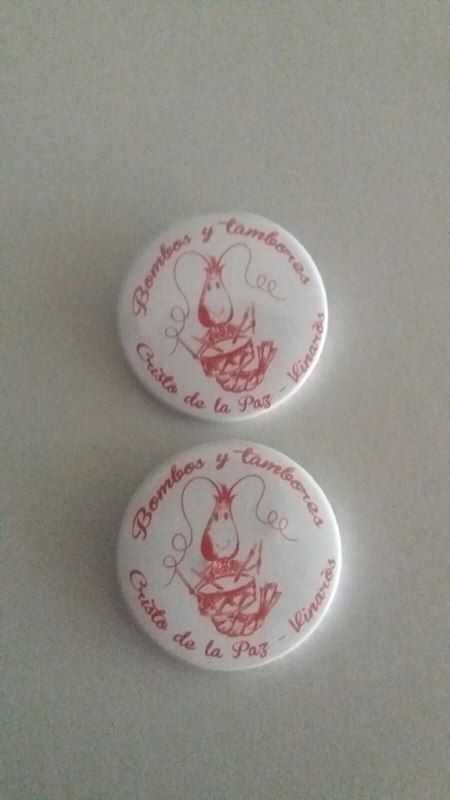 Bombos y tambores
Cristo de la Paz - Vinaròs
Bombos y tambores
Cristo de la Paz - Vinaròs